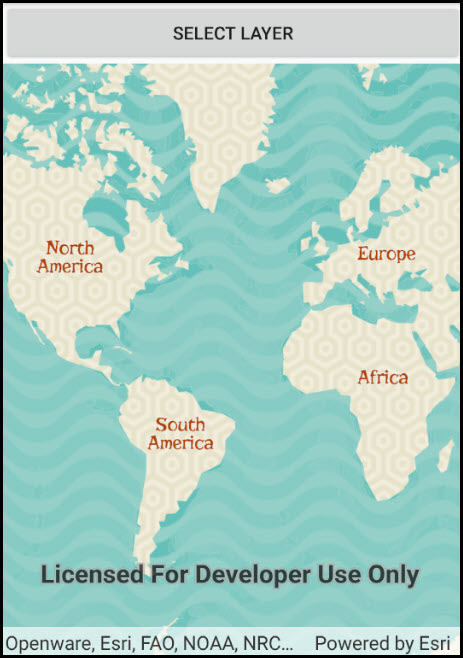 SELECT LAYER
North
America
Europe
Africa
South
America
Licensed For Developer Use Only
Openware, Esri, FAO, NOAA, NRC... Powered by Esri